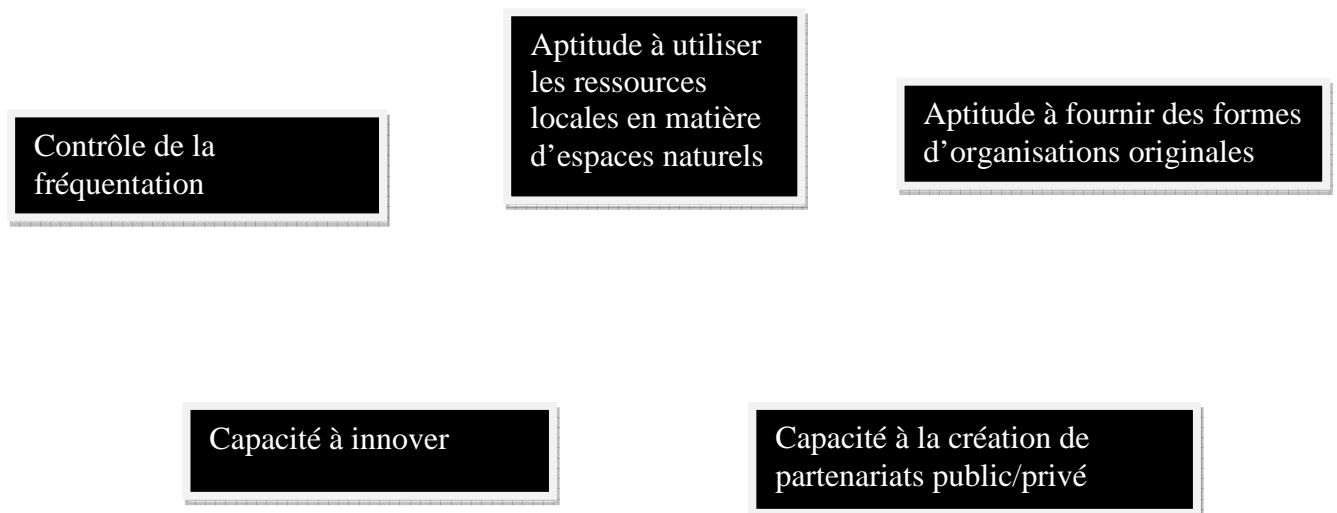 Contrôle de la
fréquentation
Aptitude à utiliser
les ressources
locales en matière
d’espaces naturels
Aptitude à fournir des formes
d’organisations originales
Capacité à innover
Capacité à la création de
partenariats public/privé